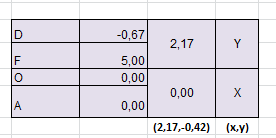 D -0,67 2,17 Y
F 5,00
O 0,00 0,00 X
A 0,00
(2,17,-0,42) (x,y)